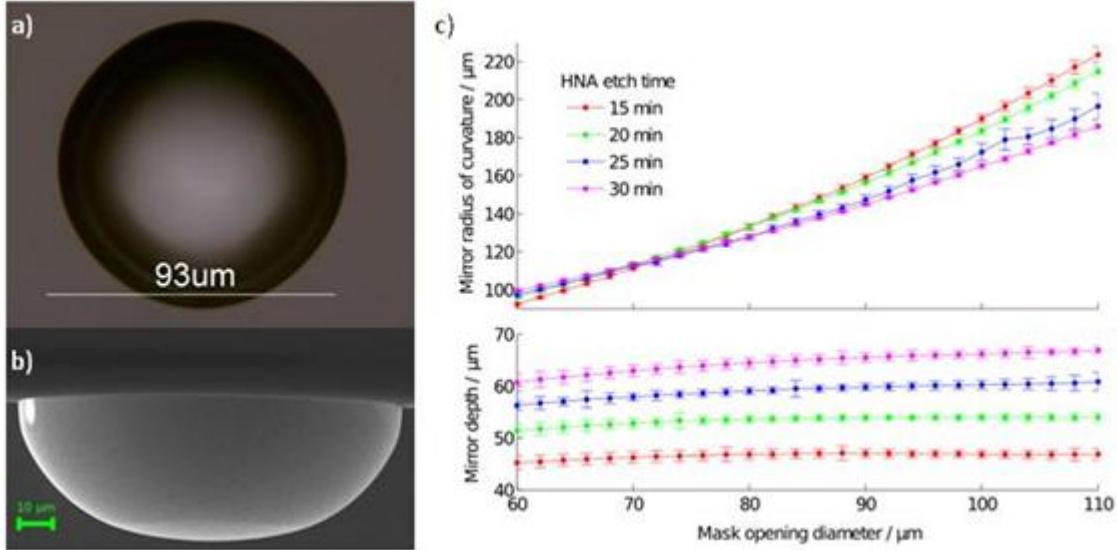 a)
93um
b)
10 µm
c)
Mirror radius of curvature / µm
220
200
180
160
140
120
100
HNA etch time
15 min
20 min
25 min
30 min
Mirror depth / µm
70
60
50
40
60
70
80
90
100
110
Mask opening diameter / µm